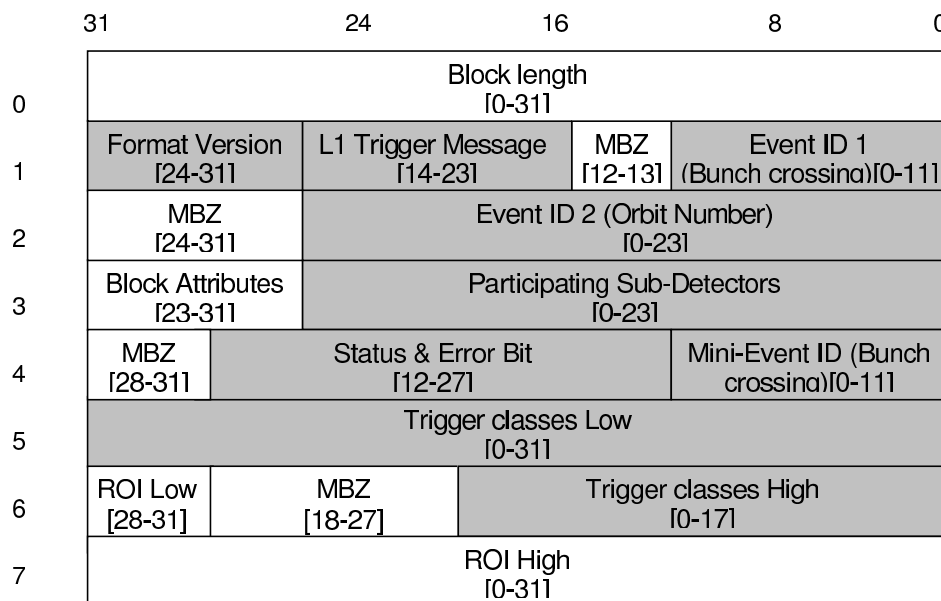 31 24 16 8 0
Block length
[0-31]
0
Format Version L1 Trigger Message MBZ Event ID 1
[24-31] [14-23] [12-13] (Bunch crossing)[0-11]
1
MBZ Event ID 2 (Orbit Number)
[24-31] [0-23]
2
Block Attributes Participating Sub-Detectors
[23-31] [0-23]
3
MBZ Status & Error Bit Mini-Event ID (Bunch
[28-31] [12-27] crossing)[0-11]
4
Trigger classes Low
[0-31]
5
ROI Low MBZ Trigger classes High
[28-31] [18-27] [0-17]
6
ROI High
[0-31]
7